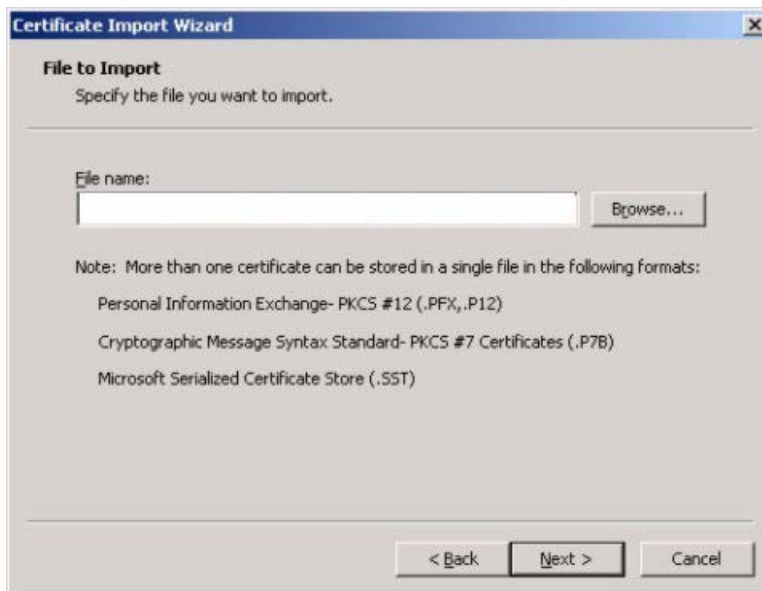 Certificate Import Wizard
File to Import
Specify the file you want to import.
File name:
Browse...
Note: More than one certificate can be stored in a single file in the following formats:
Personal Information Exchange- PKCS #12 (.PFX,.P12)
Cryptographic Message Syntax Standard- PKCS #7 Certificates (.P7B)
Microsoft Serialized Certificate Store (.SST)
< Back Next > Cancel